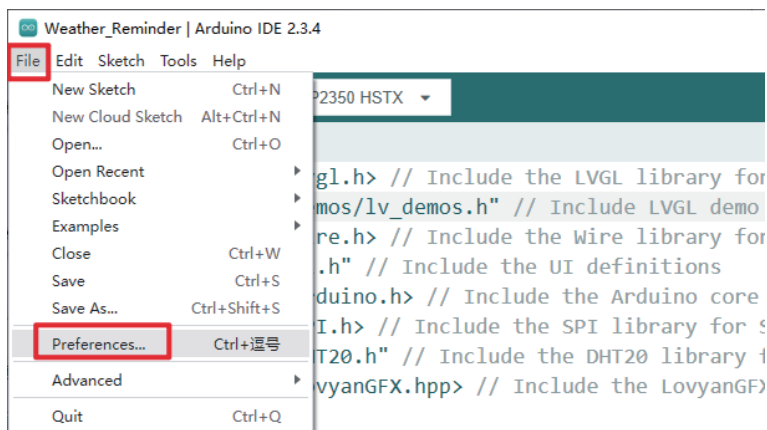 Weather_Reminder | Arduino IDE 2.3.4
File Edit Sketch Tools Help
New Sketch Ctrl+N
New Cloud Sketch Alt+Ctrl+N
Open... Ctrl+O
Open Recent
Sketchbook
Examples
Close Ctrl+W
Save Ctrl+S
Save As... Ctrl+Shift+S
Preferences... Ctrl+逗号
Advanced
Quit Ctrl+Q
P2350 HSTX
gl.h> // Include the LVGL library for
mos/lv_demos.h" // Include LVGL demo
re.h> // Include the Wire library for
.h" // Include the UI definitions
duino.h> // Include the Arduino core
I.h> // Include the SPI library for S
HT20.h" // Include the DHT20 library f
ovyanGFX.hpp> // Include the LovyanGFX